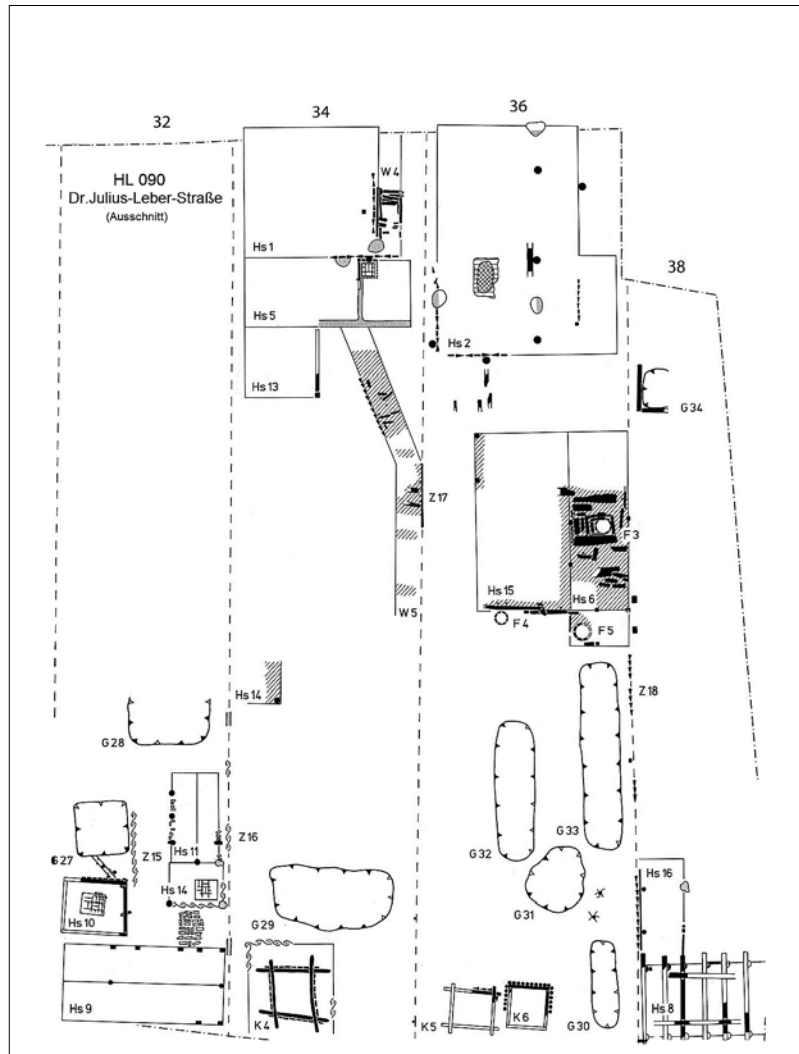 32
34
36
38
HL 090
Dr.Julius-Leber-Straße
(Ausschnitt)
W 4
Hs 1
Hs 5
Hs 2
Hs 13
G 34
Z 17
F 3
Hs 15
Hs 6
W 5
F 4
F 5
Hs 14
Z 18
G 28
G 27
Z 15
Hs 11
Z 16
G 32
G 33
Hs 14
Hs 10
G 29
G 31
Hs 16
Hs 9
K 4
K 5
K 6
G 30
Hs 8